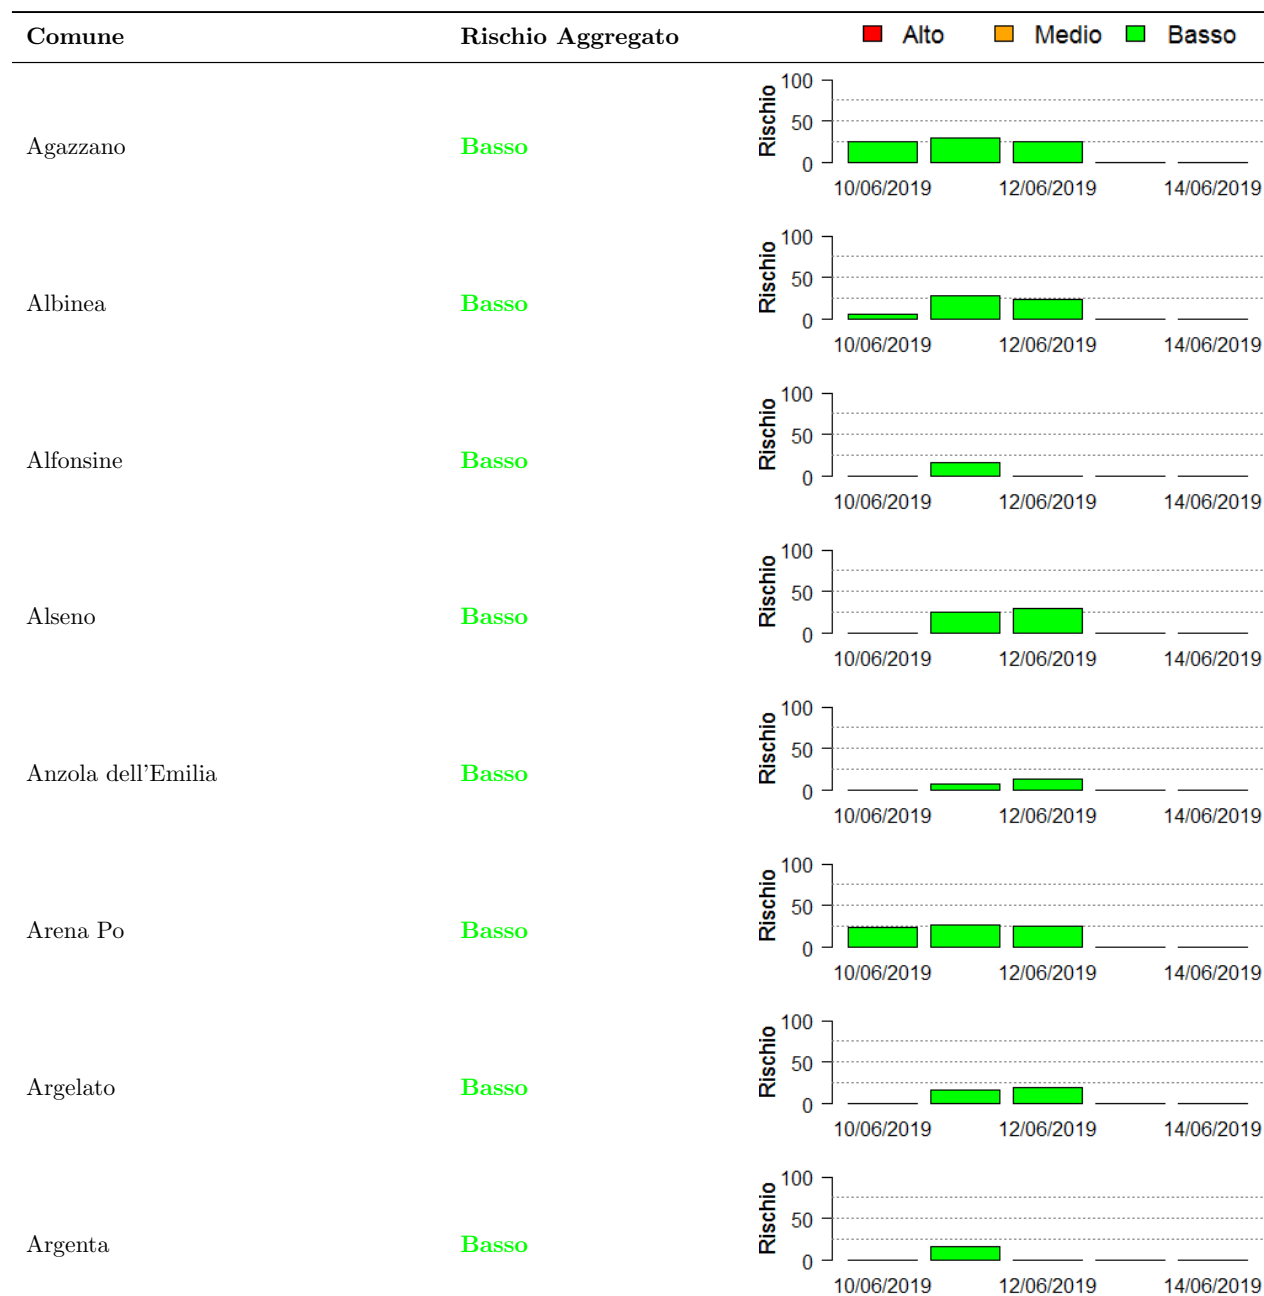 Comune Rischio Aggregato Alto Medio Basso
Agazzano Basso
Rischio
100
50
0
10/06/2019 12/06/2019 14/06/2019
Albinea Basso
Rischio
100
50
0
10/06/2019 12/06/2019 14/06/2019
Alfonsine Basso
Rischio
100
50
0
10/06/2019 12/06/2019 14/06/2019
Alseno Basso
Rischio
100
50
0
10/06/2019 12/06/2019 14/06/2019
Anzola dell'Emilia Basso
Rischio
100
50
0
10/06/2019 12/06/2019 14/06/2019
Arena Po Basso
Rischio
100
50
0
10/06/2019 12/06/2019 14/06/2019
Argelato Basso
Rischio
100
50
0
10/06/2019 12/06/2019 14/06/2019
Argenta Basso
Rischio
100
50
0
10/06/2019 12/06/2019 14/06/2019